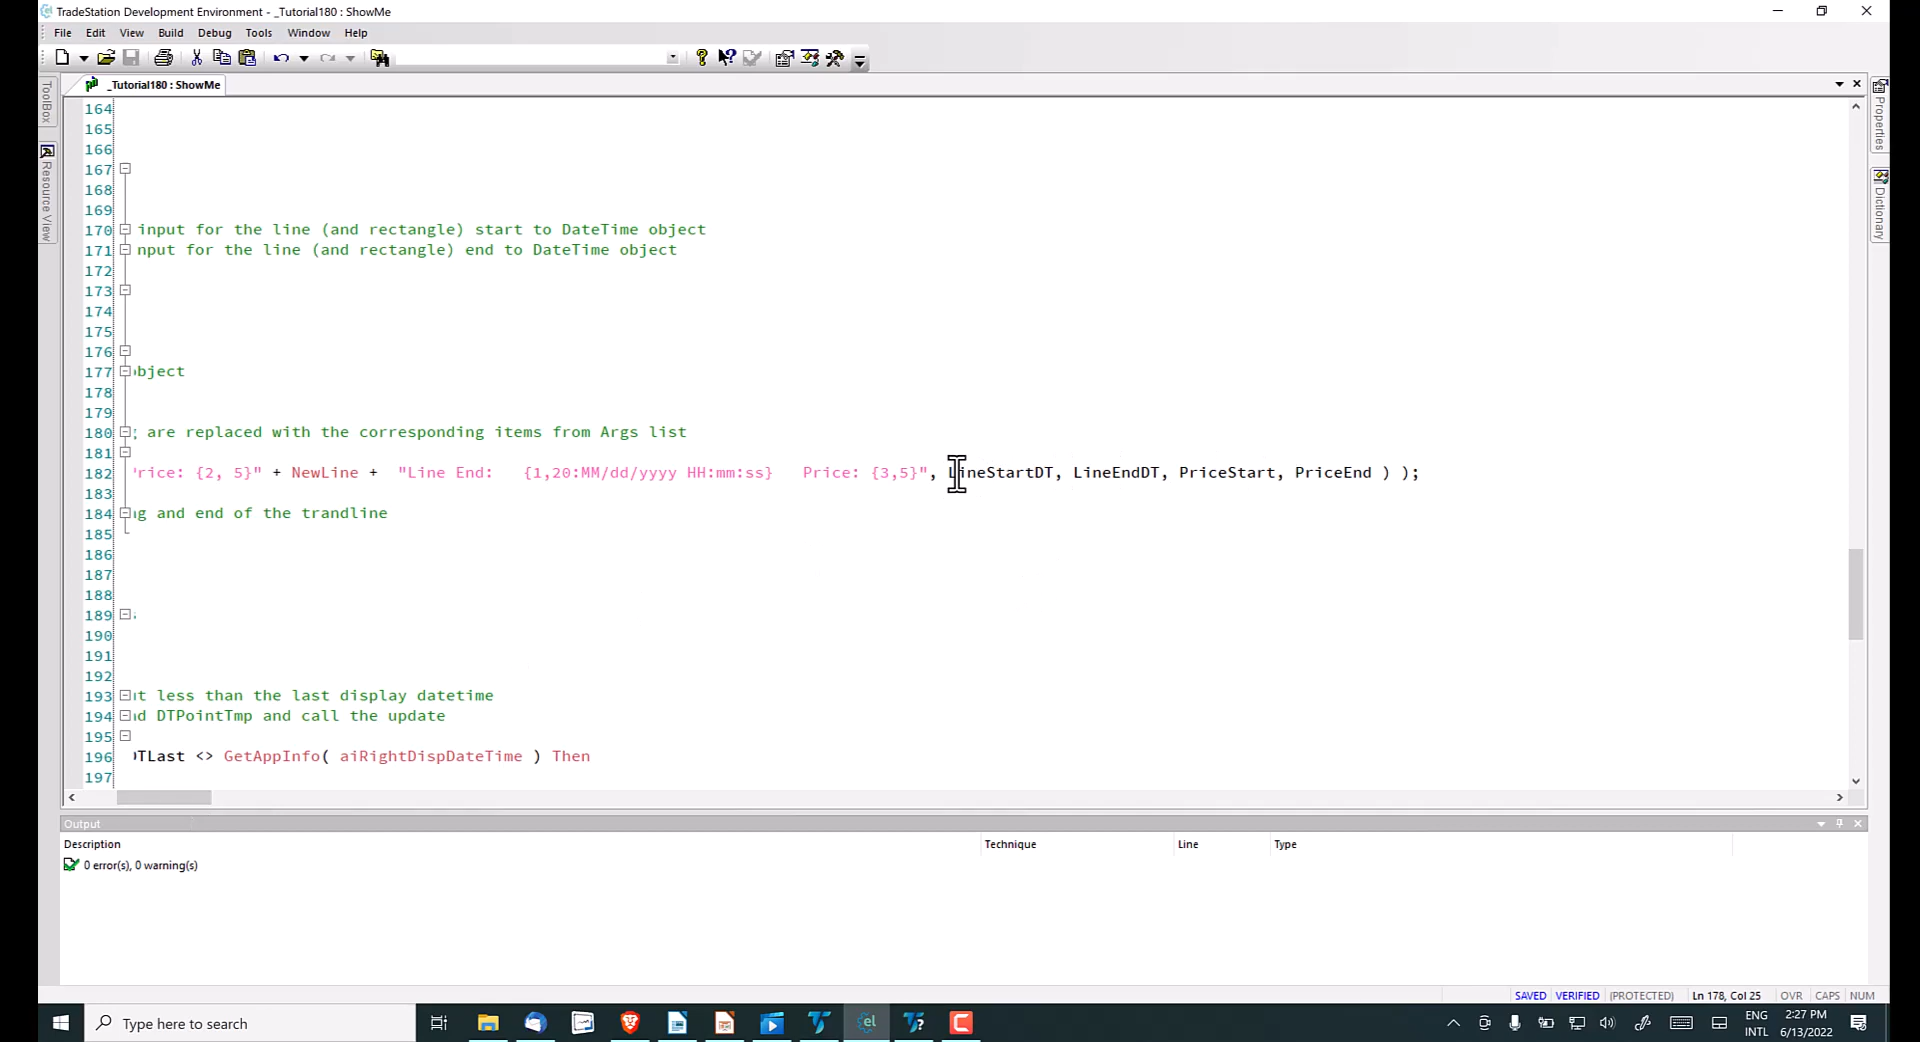 TradeStation Development Environment - _Tutorial180 : ShowMe
File Edit View Build Debug Tools Window Help
_Tutorial180 : ShowMe
ToolBox
Resource View
Properties
Dictionary
164
165
166
167
168
169
170 input for the line (and rectangle) start to DateTime object
171 nput for the line (and rectangle) end to DateTime object
172
173
174
175
176
177 bject
178
179
180 are replaced with the corresponding items from Args list
181
182 rice: {2, 5}" + NewLine + "Line End: {1,20:MM/dd/yyyy HH:mm:ss} Price: {3,5}", LineStartDT, LineEndDT, PriceStart, PriceEnd ) );
183
184 ng and end of the trandline
185
186
187
188
189
190
191
192
193 t less than the last display datetime
194 d DTPointTmp and call the update
195
196 TLast <> GetAppInfo( aiRightDispDateTime ) Then
197
Output
Description Technique Line Type
0 error(s), 0 warning(s)
SAVED VERIFIED (PROTECTED) Ln 178, Col 25 OVR CAPS NUM
Type here to search
el
ENG
INTL
2:27 PM
6/13/2022